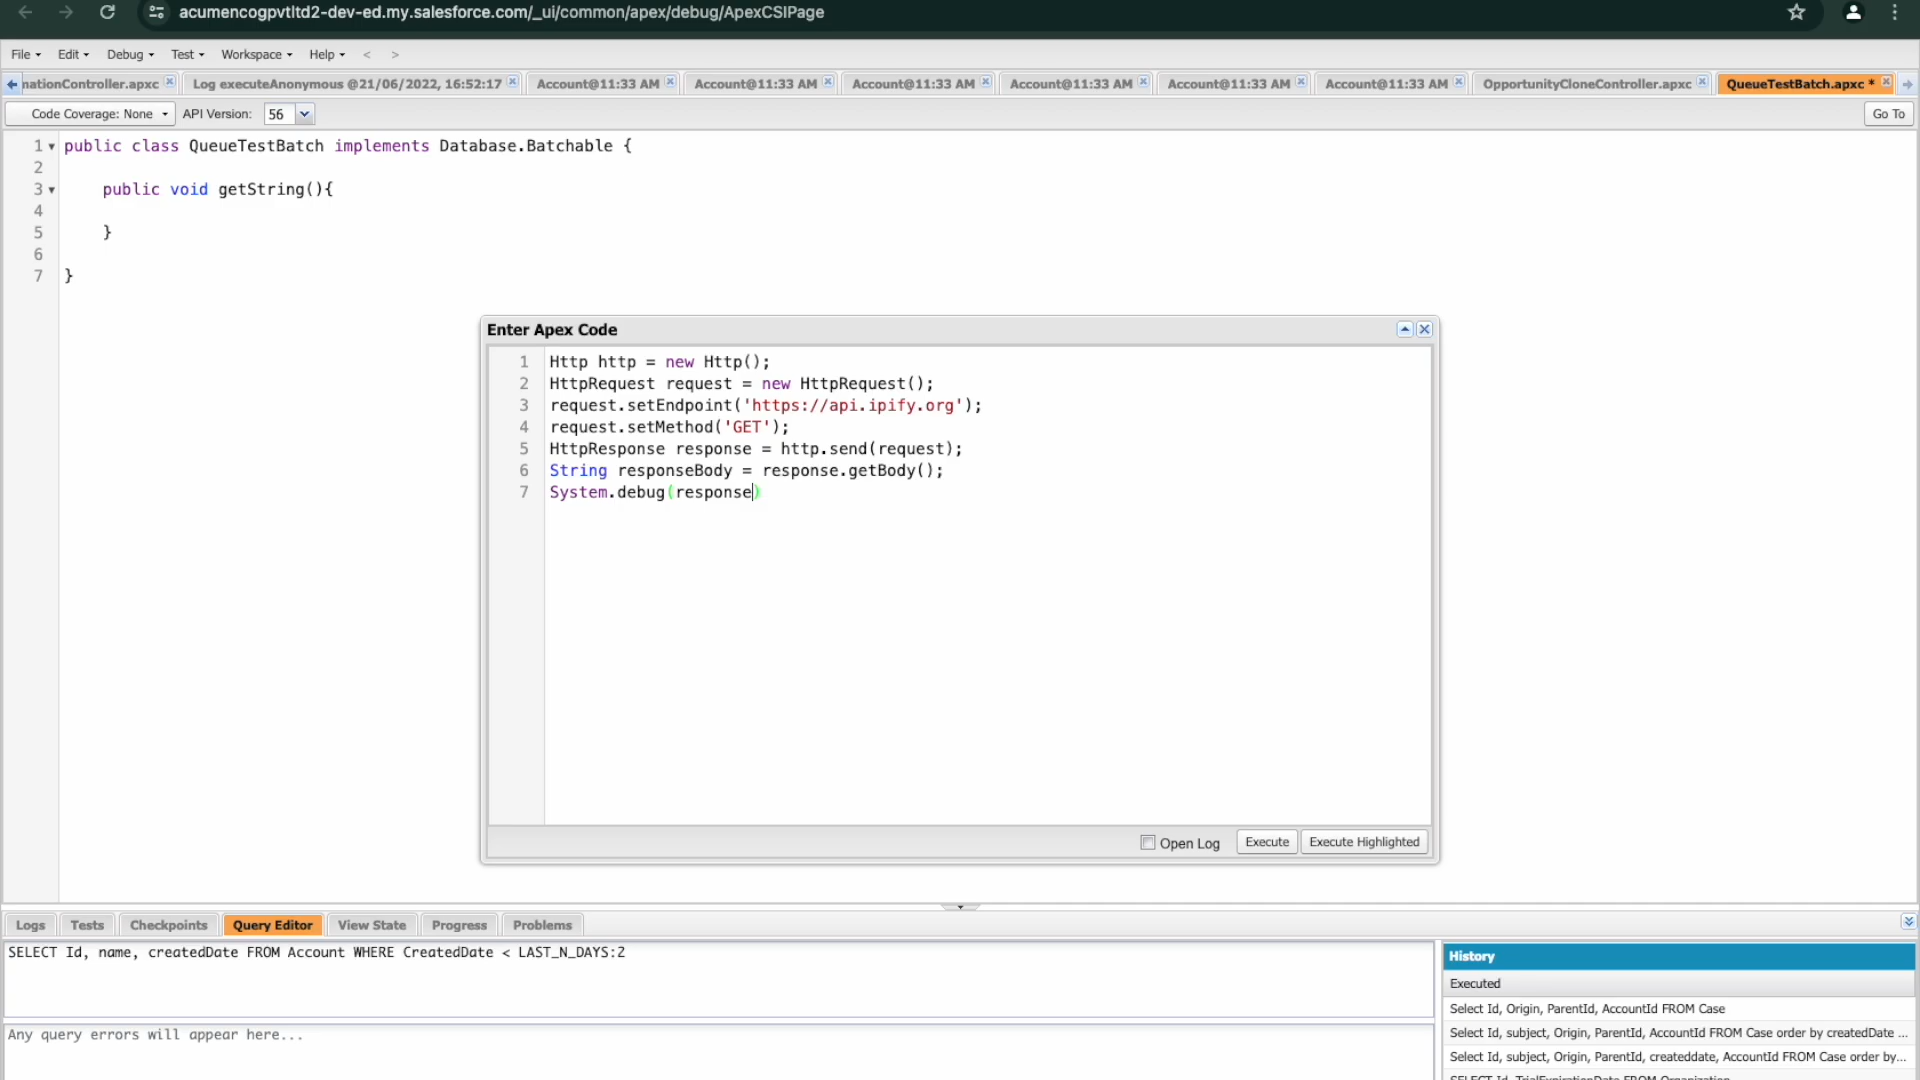 acumencogpvtltd2-dev-ed.my.salesforce.com/_ui/common/apex/debug/ApexCSIPage
File Edit Debug Test Workspace Help < >
nationController.apxc Log executeAnonymous @21/06/2022, 16:52:17 Account@11:33 AM Account@11:33 AM Account@11:33 AM Account@11:33 AM Account@11:33 AM Account@11:33 AM OpportunityCloneController.apxc QueueTestBatch.apxc *
Code Coverage: None API Version: 56 Go To
1 public class QueueTestBatch implements Database.Batchable {
2
3 public void getString(){
4
5 }
6
7 }
Enter Apex Code
1 Http http = new Http();
2 HttpRequest request = new HttpRequest();
3 request.setEndpoint('https://api.ipify.org');
4 request.setMethod('GET');
5 HttpResponse response = http.send(request);
6 String responseBody = response.getBody();
7 System.debug(response)
Open Log Execute Execute Highlighted
Logs Tests Checkpoints Query Editor View State Progress Problems
SELECT Id, name, createdDate FROM Account WHERE CreatedDate < LAST_N_DAYS:2
Any query errors will appear here...
History
Executed
Select Id, Origin, ParentId, AccountId FROM Case
Select Id, subject, Origin, ParentId, AccountId FROM Case order by createdDate ...
Select Id, subject, Origin, ParentId, createddate, AccountId FROM Case order by...
SELECT Id, TrialExpirationDate FROM Organization